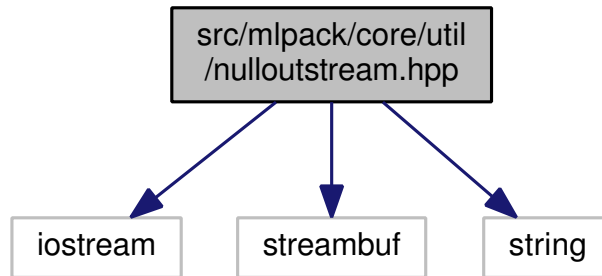 src/mlpack/core/util
/nulloutstream.hpp
iostream
streambuf
string